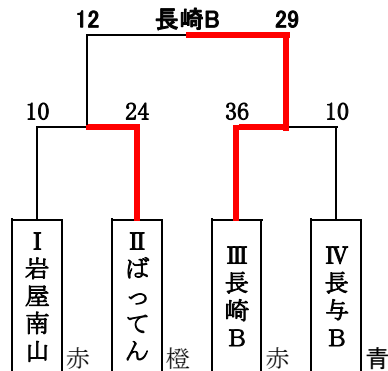 12 長崎B 29
10 24 36 10
Ⅰ岩屋南山 赤
Ⅱばってん 橙
Ⅲ長崎B 赤
Ⅳ長与B 青